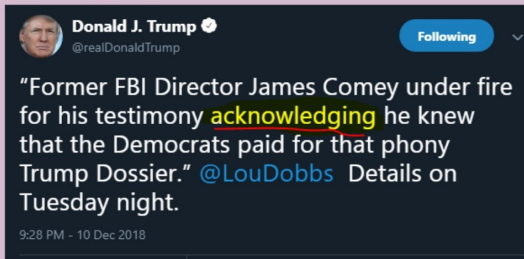 Donald J. Trump
@realDonaldTrump
Following
“Former FBI Director James Comey under fire
for his testimony acknowledging he knew
that the Democrats paid for that phony
Trump Dossier.” @LouDobbs Details on
Tuesday night.
9:28 PM - 10 Dec 2018